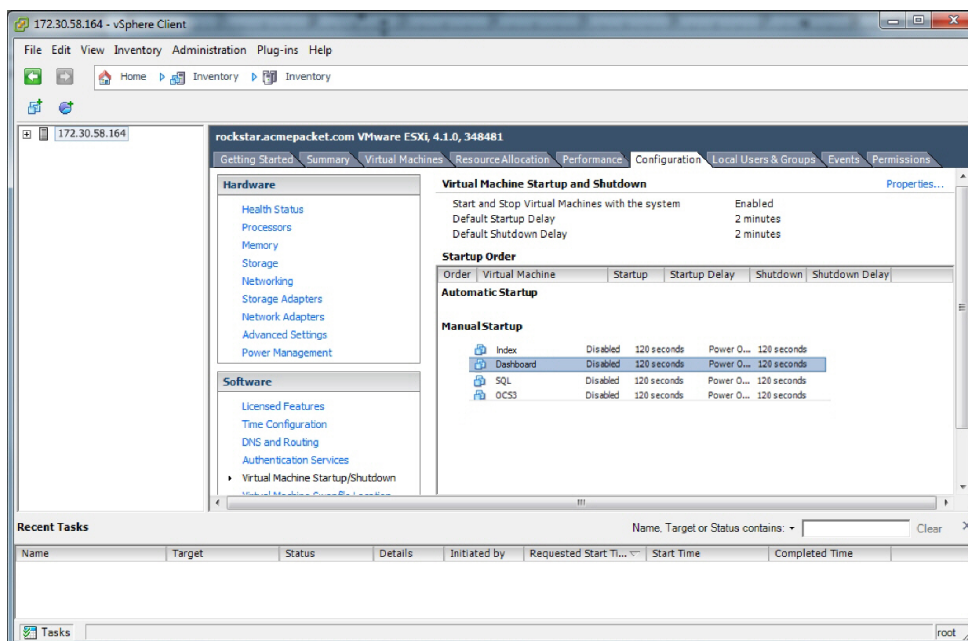 172.30.58.164 - vSphere Client
File Edit View Inventory Administration Plug-ins Help
Home Inventory Inventory
172.30.58.164
rockstar.acmepacket.com VMware ESXi, 4.1.0, 348481
Getting Started Summary Virtual Machines Resource Allocation Performance Configuration Local Users & Groups Events Permissions
Hardware
Health Status
Processors
Memory
Storage
Networking
Storage Adapters
Network Adapters
Advanced Settings
Power Management
Software
Licensed Features
Time Configuration
DNS and Routing
Authentication Services
Virtual Machine Startup/Shutdown
Virtual Machine Swapfile Location
Virtual Machine Startup and Shutdown Properties...
Start and Stop Virtual Machines with the system Enabled
Default Startup Delay 2 minutes
Default Shutdown Delay 2 minutes
Startup Order
Order Virtual Machine Startup Startup Delay Shutdown Shutdown Delay
Automatic Startup
Manual Startup
Index Disabled 120 seconds Power O... 120 seconds
Dashboard Disabled 120 seconds Power O... 120 seconds
SQL Disabled 120 seconds Power O... 120 seconds
OCS3 Disabled 120 seconds Power O... 120 seconds
Recent Tasks Name, Target or Status contains: Clear
Name Target Status Details Initiated by Requested Start Ti... Start Time Completed Time
Tasks root